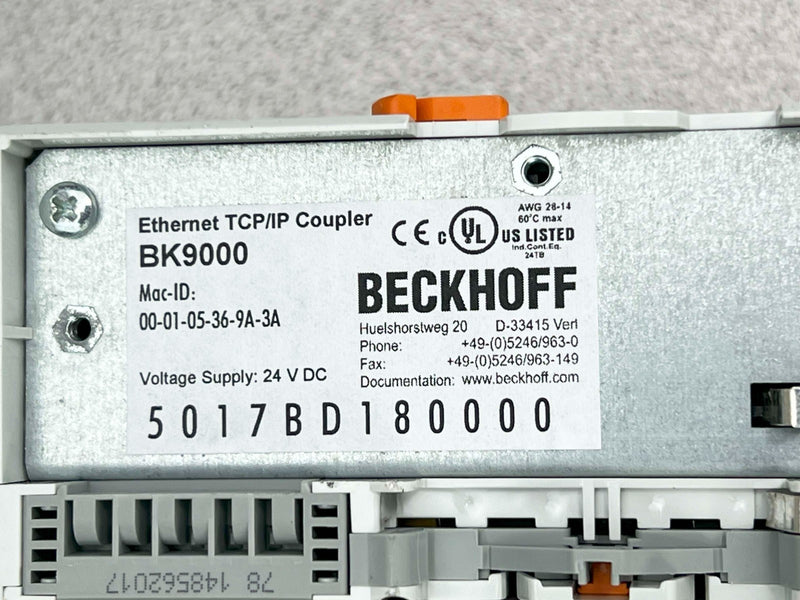 Ethernet TCP/IP Coupler
BK9000
Mac-ID:
00-01-05-36-9A-3A
Voltage Supply: 24 V DC
CE c UL US LISTED
AWG 28-14
60°C max
Ind.Cont.Eq.
24TB
BECKHOFF
Huelshorstweg 20 D-33415 Verl
Phone: +49-(0)5246/963-0
Fax: +49-(0)5246/963-149
Documentation: www.beckhoff.com
5017BD180000
78 148562017